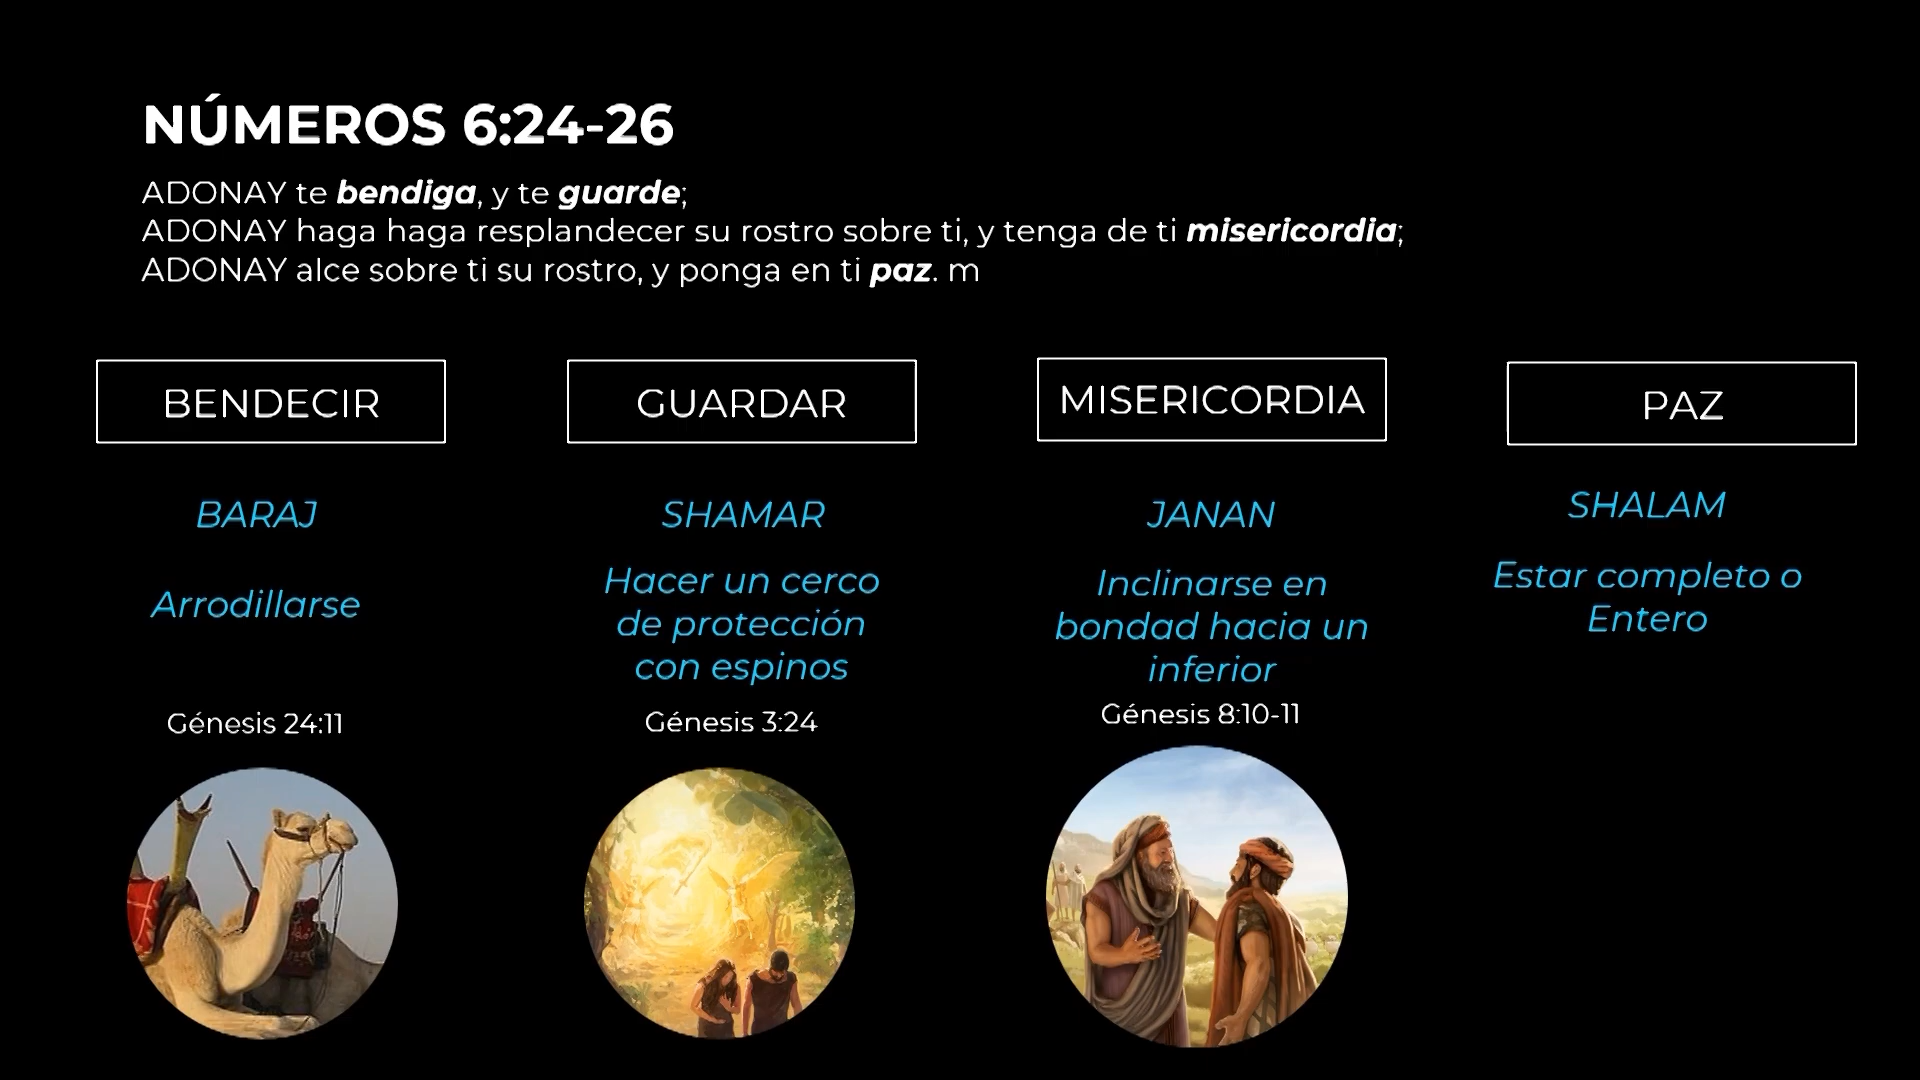 NÚMEROS 6:24-26
ADONAY te bendiga, y te guarde;
ADONAY haga haga resplandecer su rostro sobre ti, y tenga de ti misericordia;
ADONAY alce sobre ti su rostro, y ponga en ti paz. m
BENDECIR
GUARDAR
MISERICORDIA
PAZ
BARAJ
SHAMAR
JANAN
SHALAM
Arrodillarse
Hacer un cerco
de protección
con espinos
Inclinarse en
bondad hacia un
inferior
Estar completo o
Entero
Génesis 24:11
Génesis 3:24
Génesis 8:10-11